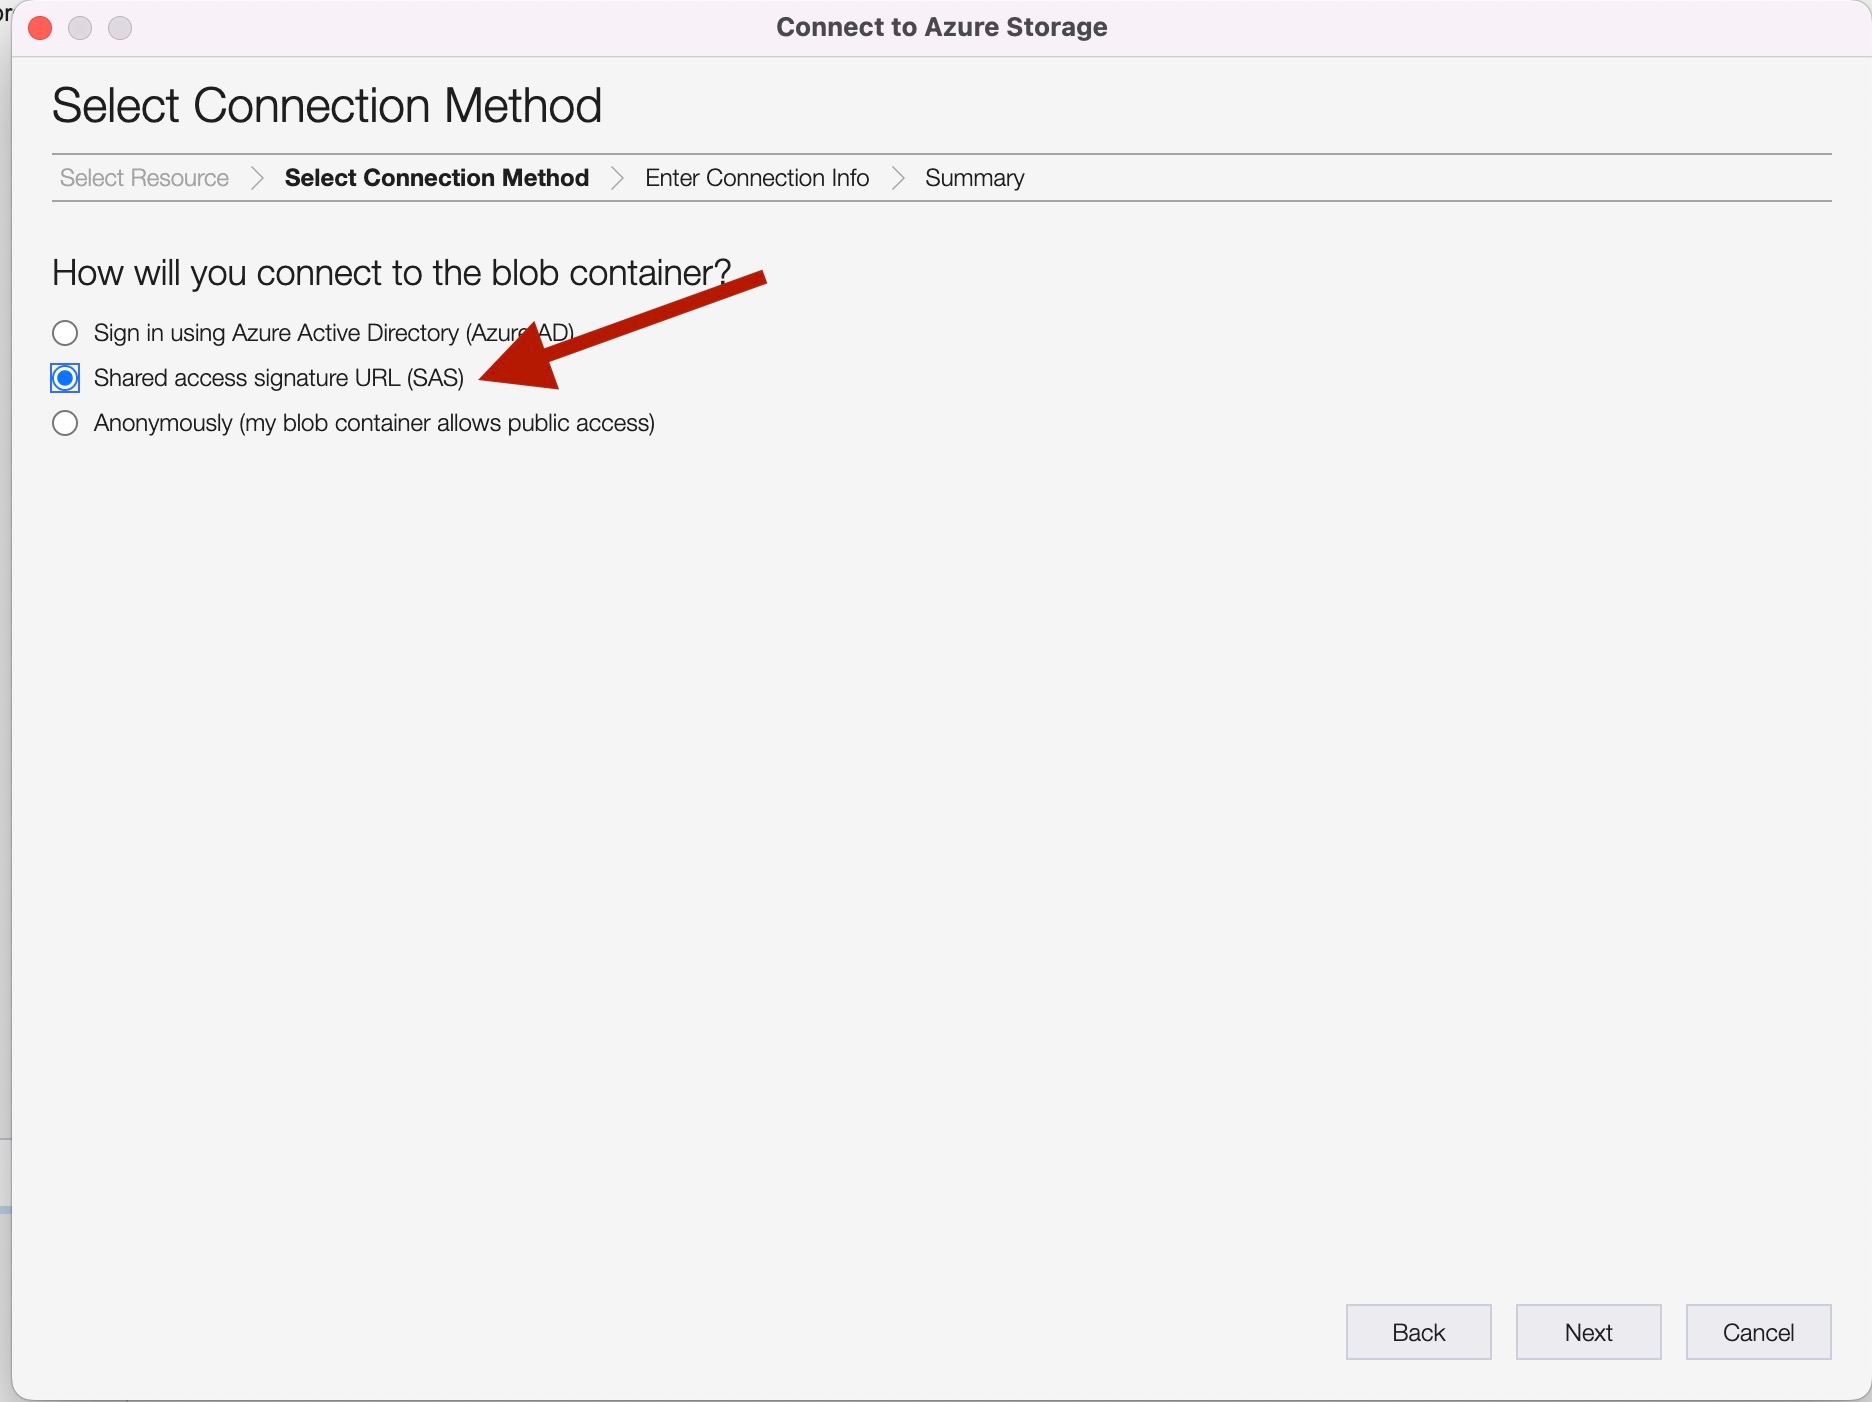 Connect to Azure Storage
Select Connection Method
Select Resource > Select Connection Method > Enter Connection Info > Summary
How will you connect to the blob container?
Sign in using Azure Active Directory (Azure AD)
Shared access signature URL (SAS)
Anonymously (my blob container allows public access)
Back Next Cancel